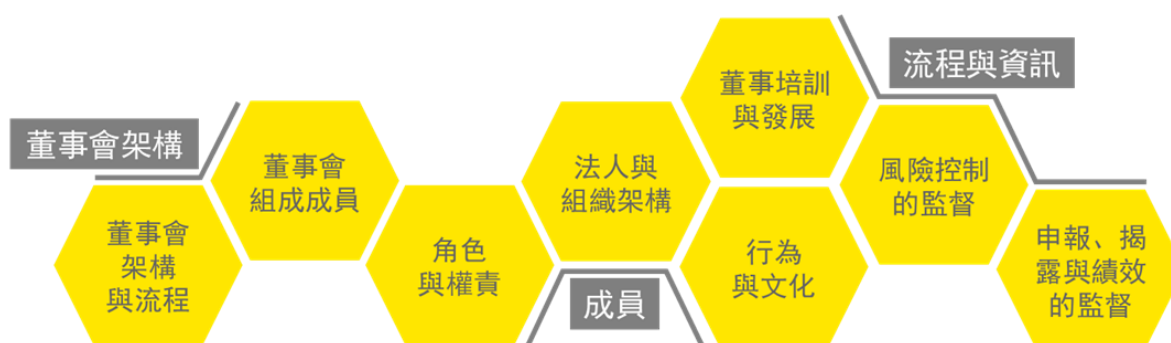 董事會架構
董事會
架構
與流程
董事會
組成成員
角色
與權責
法人與
組織架構
成員
董事培訓
與發展
行為
與文化
流程與資訊
風險控制
的監督
申報、揭
露與績效
的監督